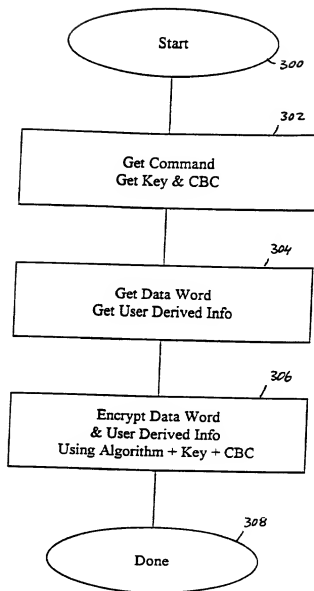 Start
300
302
Get Command
Get Key & CBC
304
Get Data Word
Get User Derived Info
306
Encrypt Data Word
& User Derived Info
Using Algorithm + Key + CBC
308
Done